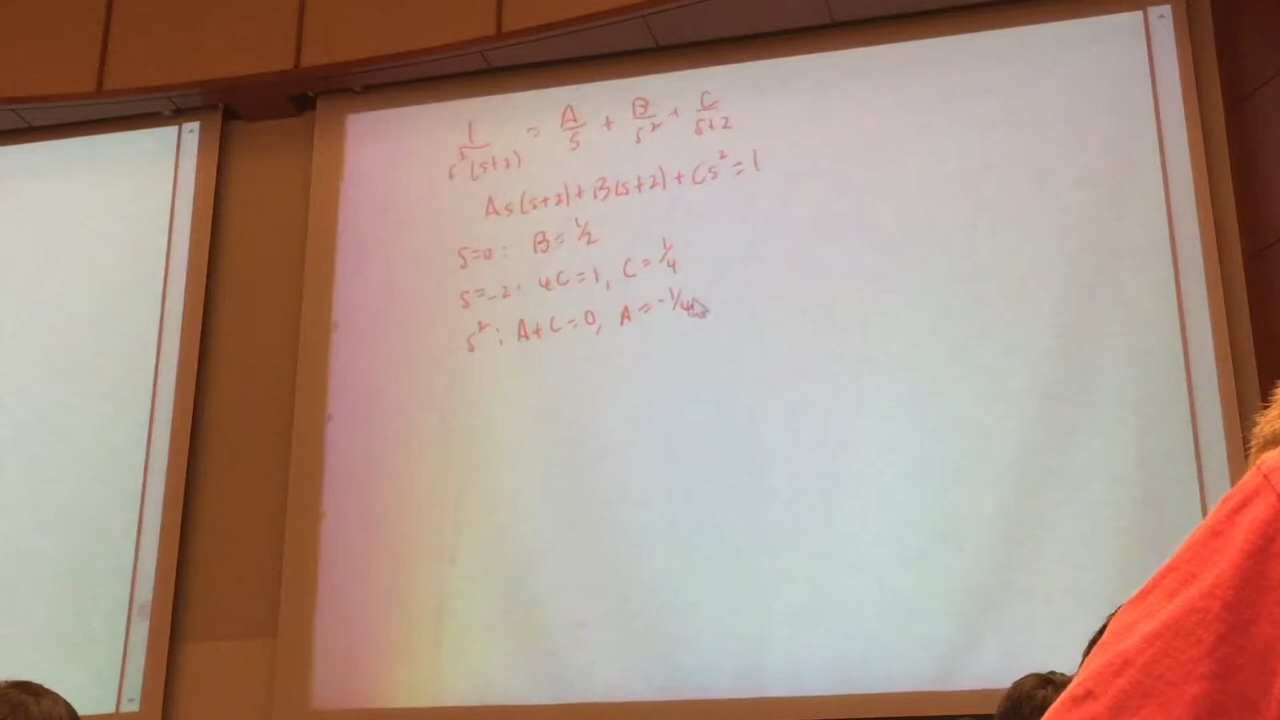 1/(s²(s+2)) = A/s + B/s² + C/(s+2)
As(s+2) + B(s+2) + Cs² = 1
s=0: B = 1/2
s=-2: 4C = 1, C = 1/4
s²: A+C = 0, A = -1/4